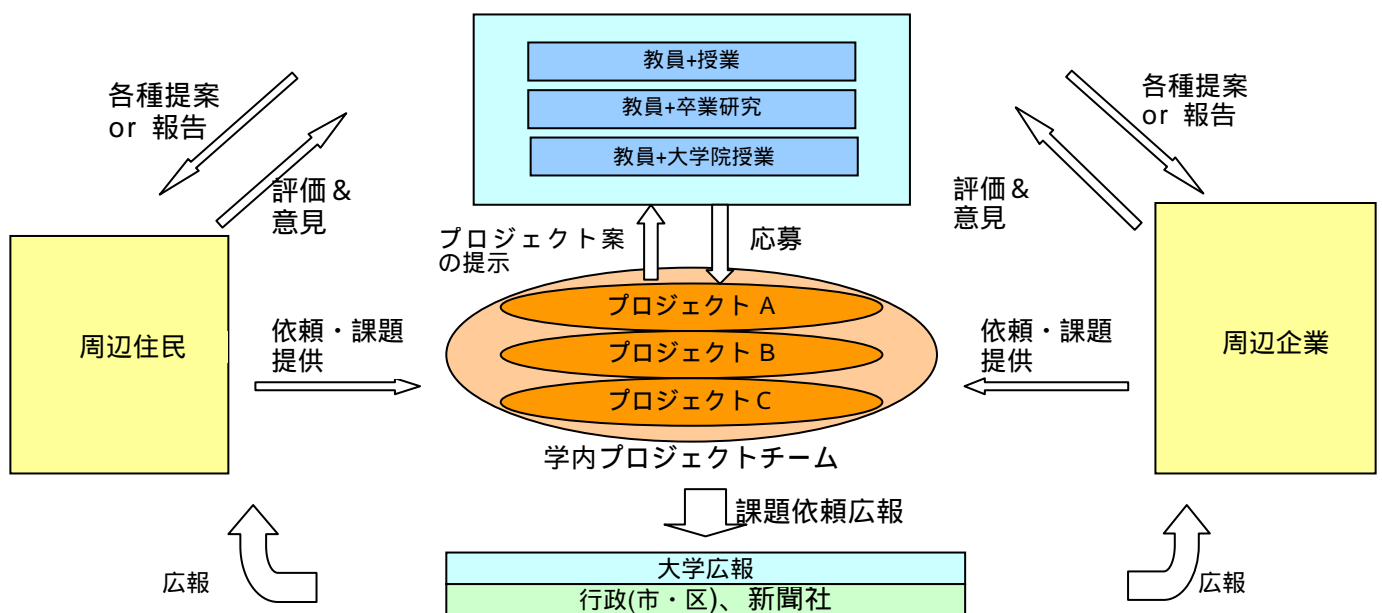 教員+授業
教員+卒業研究
教員+大学院授業
各種提案
or 報告
評価&
意見
各種提案
or 報告
評価&
意見
プロジェクト案
の提示
応募
周辺住民
依頼・課題
提供
プロジェクト A
プロジェクト B
プロジェクト C
学内プロジェクトチーム
依頼・課題
提供
周辺企業
課題依頼広報
広報
大学広報
行政(市・区)、新聞社
広報